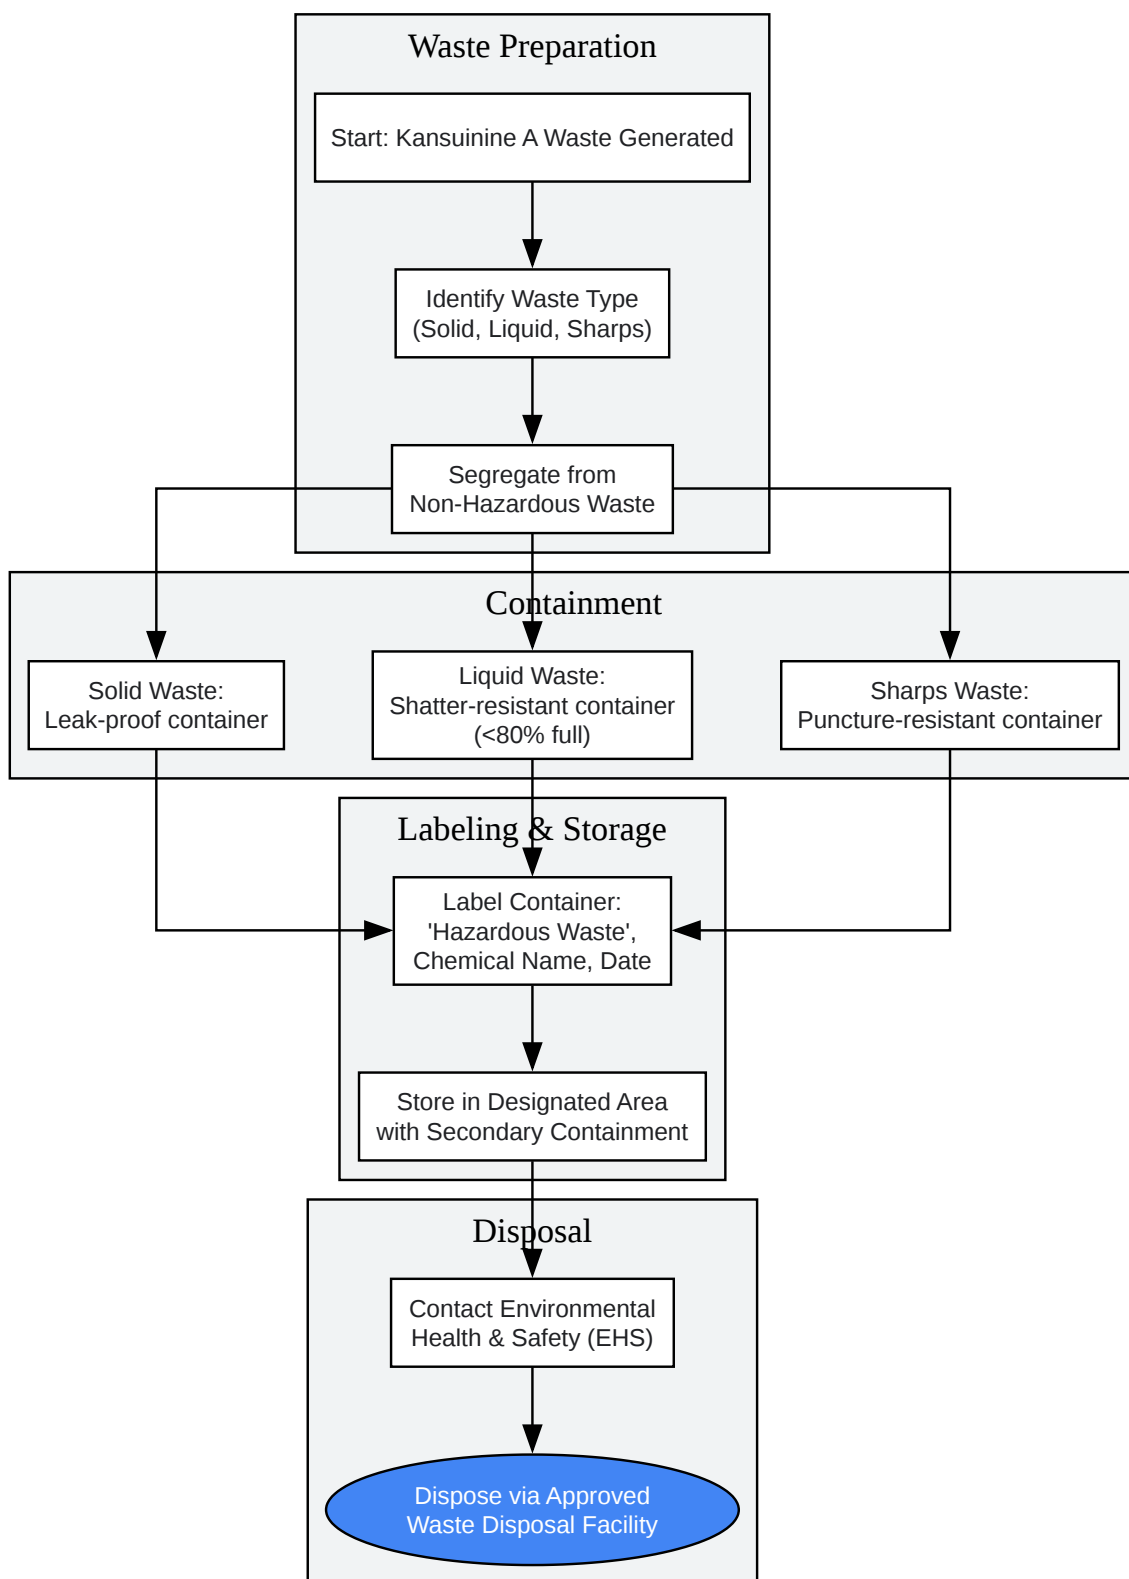 Waste Preparation
Start: Kansuinine A Waste Generated
Identify Waste Type
(Solid, Liquid, Sharps)
Segregate from
Non-Hazardous Waste
Containment
Solid Waste:
Leak-proof container
Liquid Waste:
Shatter-resistant container
(<80% full)
Sharps Waste:
Puncture-resistant container
Labeling & Storage
Label Container:
'Hazardous Waste',
Chemical Name, Date
Store in Designated Area
with Secondary Containment
Disposal
Contact Environmental
Health & Safety (EHS)
Dispose via Approved
Waste Disposal Facility